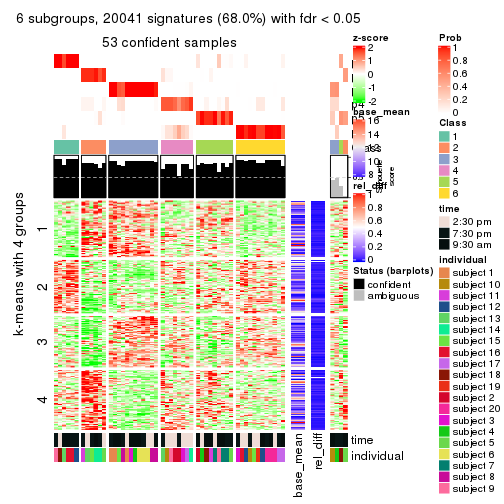 6 subgroups, 20041 signatures (68.0%) with fdr < 0.05
53 confident samples
k-means with 4 groups
1
2
3
4
z-score
2
1
0
-1
-2
base_mean
16
14
12
10
8
rel_diff
1
0.8
0.6
0.4
0.2
0
Status (barplots)
confident
ambiguous
Silhouette
score
time
individual
base_mean
rel_diff
Prob
1
0.8
0.6
0.4
0.2
0
Class
1
2
3
4
5
6
time
2:30 pm
7:30 pm
9:30 am
individual
subject 1
subject 10
subject 11
subject 12
subject 13
subject 14
subject 15
subject 16
subject 17
subject 18
subject 19
subject 2
subject 20
subject 3
subject 4
subject 5
subject 6
subject 7
subject 8
subject 9